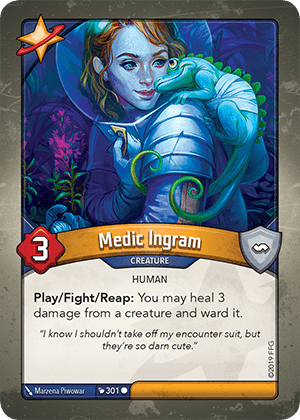 Medic Ingram
CREATURE
3
HUMAN
Play/Fight/Reap: You may heal 3
damage from a creature and ward it.
“I know I shouldn’t take off my encounter suit, but
they’re so darn cute.”
©2019 FFG
Marzena Piwowar 301